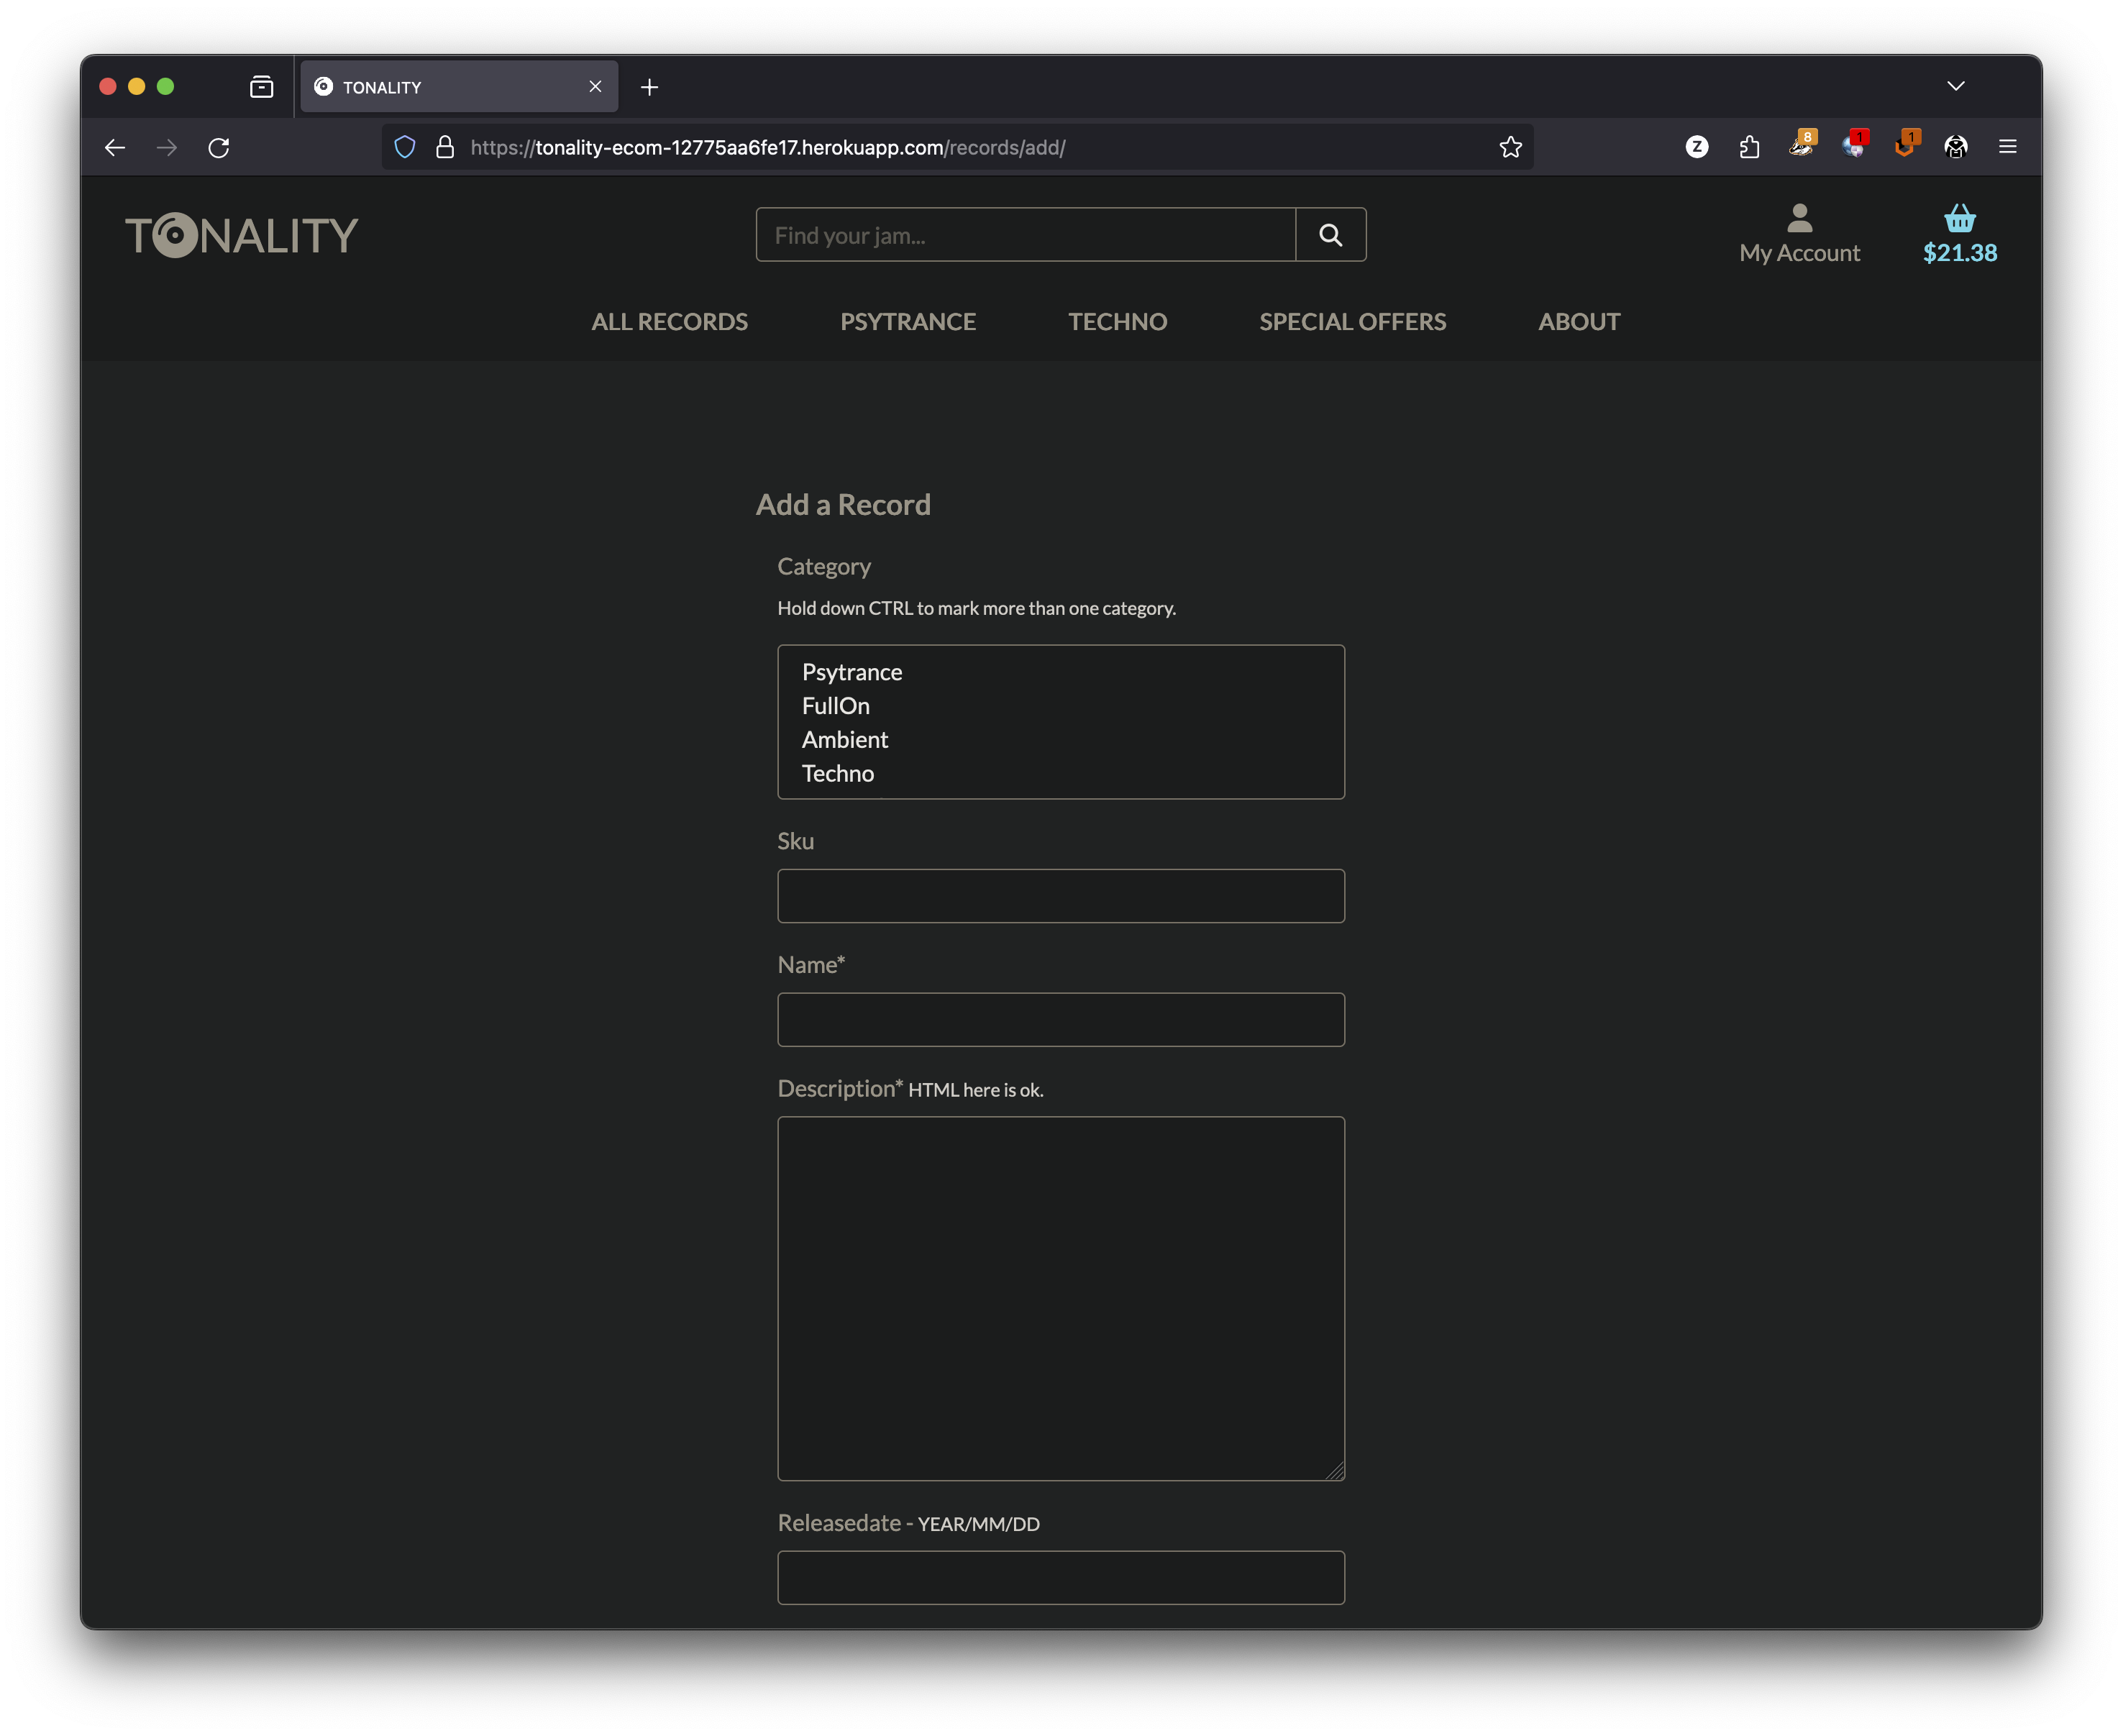 TONALITY
https://tonality-ecom-12775aa6fe17.herokuapp.com/records/add/
Z
8
1
1
TONALITY
Find your jam...
My Account
$21.38
ALL RECORDS
PSYTRANCE
TECHNO
SPECIAL OFFERS
ABOUT
Add a Record
Category
Hold down CTRL to mark more than one category.
Psytrance
FullOn
Ambient
Techno
Sku
Name*
Description* HTML here is ok.
Releasedate - YEAR/MM/DD